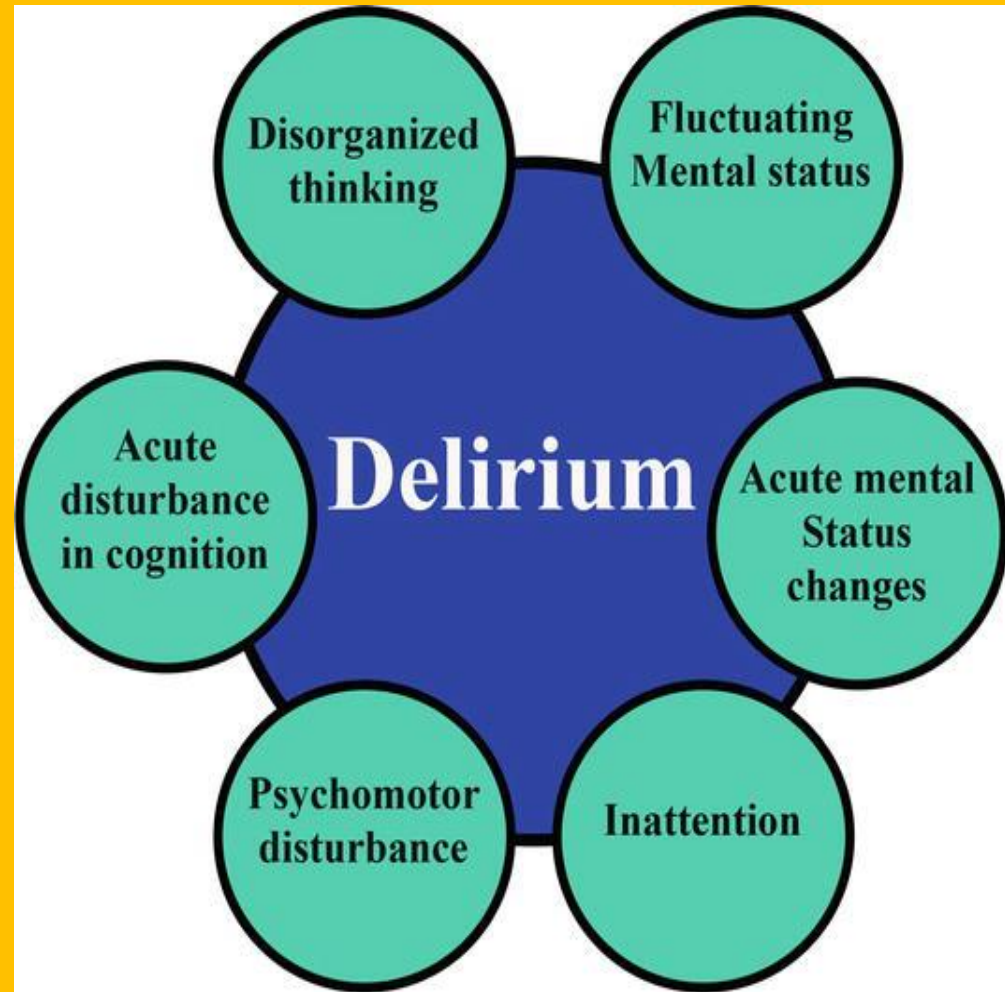 Disorganized
thinking
Fluctuating
Mental status
Acute
disturbance
in cognition
Delirium
Acute mental
Status
changes
Psychomotor
disturbance
Inattention